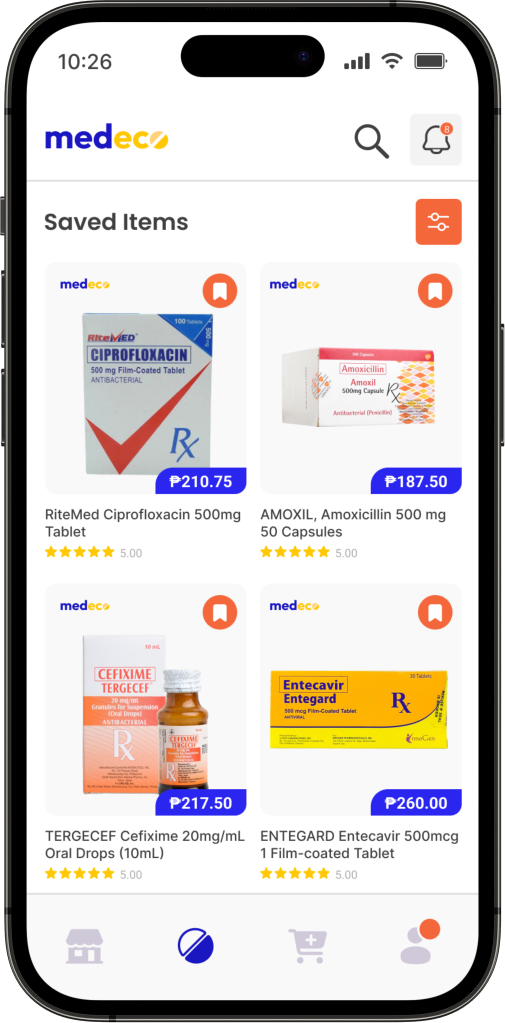 10:26
medeco
8
Saved Items
medeco
100 Tablets
RiteMED
CIPROFLOXACIN
500 mg Film-Coated Tablet
ANTIBACTERIAL
Rx
₱210.75
medeco
Amoxicillin
Amoxil
500mg Capsule
Rx
Antibacterial (Penicillin)
₱187.50
RiteMed Ciprofloxacin 500mg
Tablet
5.00
AMOXIL, Amoxicillin 500 mg
50 Capsules
5.00
medeco
10 mL
CEFIXIME
TERGECEF
20 mg/mL
Granules for Suspension
(Oral Drops)
ANTIBACTERIAL
Rx
CEFIXIME
TERGECEF
₱217.50
medeco
30 Tablets
Entecavir
Entegard
500 mcg Film-Coated Tablet
ANTIVIRAL
Rx
₱260.00
TERGECEF Cefixime 20mg/mL
Oral Drops (10mL)
5.00
ENTEGARD Entecavir 500mcg
1 Film-coated Tablet
5.00